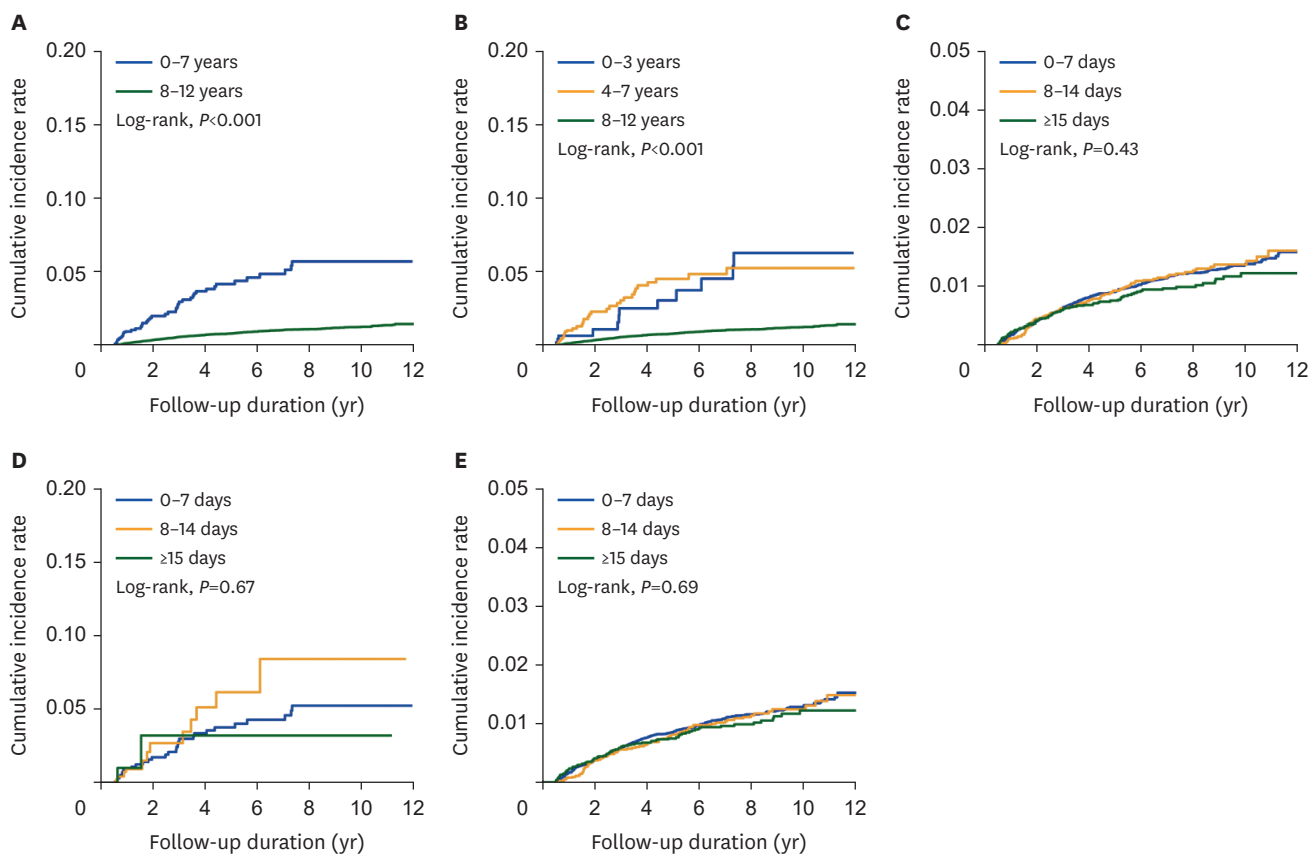 A
Cumulative incidence rate
0.20
0.15
0.10
0.05
0
2
4
6
8
10
12
0–7 years
8–12 years
Log-rank, P<0.001
Follow-up duration (yr)
B
Cumulative incidence rate
0.20
0.15
0.10
0.05
0
2
4
6
8
10
12
0–3 years
4–7 years
8–12 years
Log-rank, P<0.001
Follow-up duration (yr)
C
Cumulative incidence rate
0.05
0.04
0.03
0.02
0.01
0
2
4
6
8
10
12
0–7 days
8–14 days
≥15 days
Log-rank, P=0.43
Follow-up duration (yr)
D
Cumulative incidence rate
0.20
0.15
0.10
0.05
0
2
4
6
8
10
12
0–7 days
8–14 days
≥15 days
Log-rank, P=0.67
Follow-up duration (yr)
E
Cumulative incidence rate
0.05
0.04
0.03
0.02
0.01
0
2
4
6
8
10
12
0–7 days
8–14 days
≥15 days
Log-rank, P=0.69
Follow-up duration (yr)